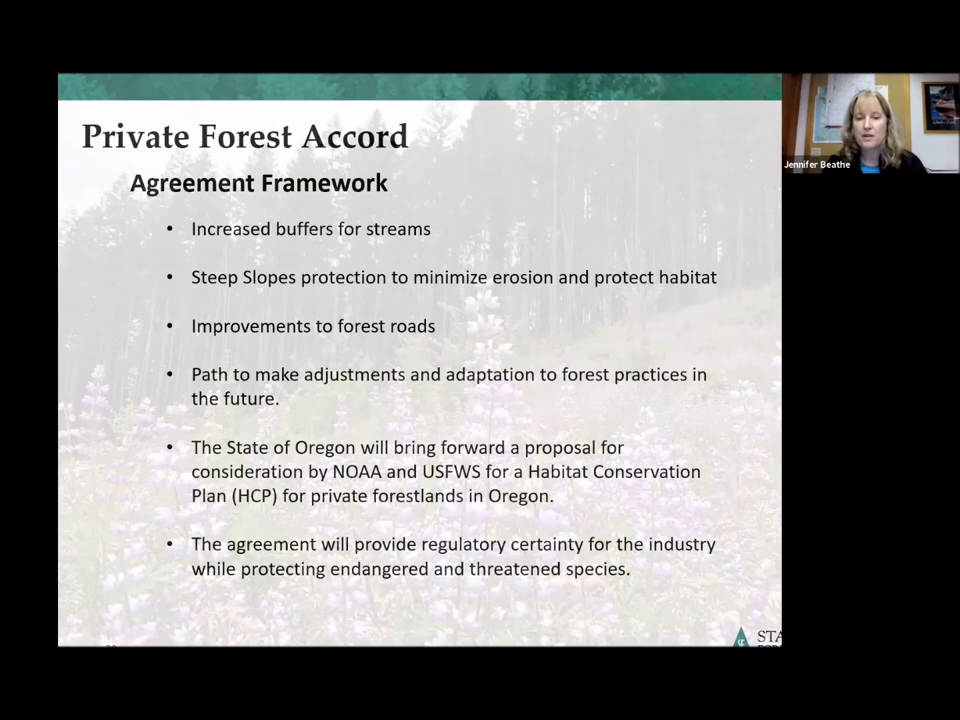 Private Forest Accord
Agreement Framework
• Increased buffers for streams
• Steep Slopes protection to minimize erosion and protect habitat
• Improvements to forest roads
• Path to make adjustments and adaptation to forest practices in
the future.
• The State of Oregon will bring forward a proposal for
consideration by NOAA and USFWS for a Habitat Conservation
Plan (HCP) for private forestlands in Oregon.
• The agreement will provide regulatory certainty for the industry
while protecting endangered and threatened species.
STA
Jennifer Beathe